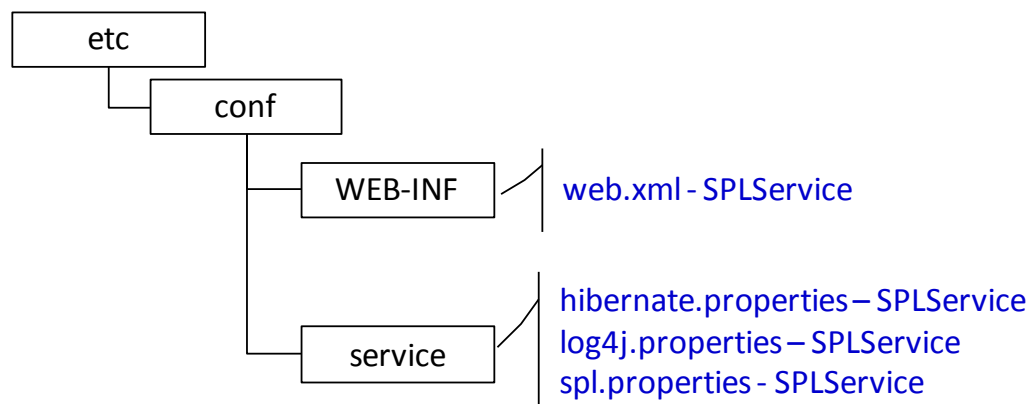 etc
conf
WEB-INF
web.xml - SPLService
hibernate.properties – SPLService
log4j.properties – SPLService
service
spl.properties - SPLService